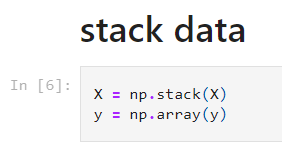 stack data
In [6]:
X = np.stack(X)
y = np.array(y)